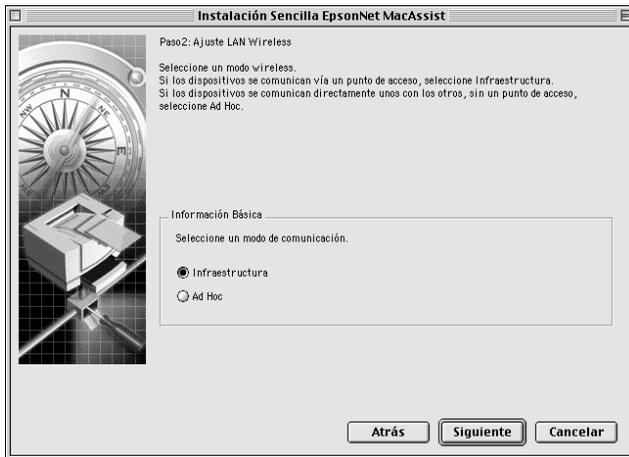 Instalación Sencilla EpsonNet MacAssist
Paso2: Ajuste LAN Wireless
Seleccione un modo wireless.
Si los dispositivos se comunican vía un punto de acceso, seleccione Infraestructura.
Si los dispositivos se comunican directamente unos con los otros, sin un punto de acceso,
seleccione Ad Hoc.
N
NE
E
NW
Información Básica
Seleccione un modo de comunicación.
Infraestructura
Ad Hoc
Atrás
Siguiente
Cancelar